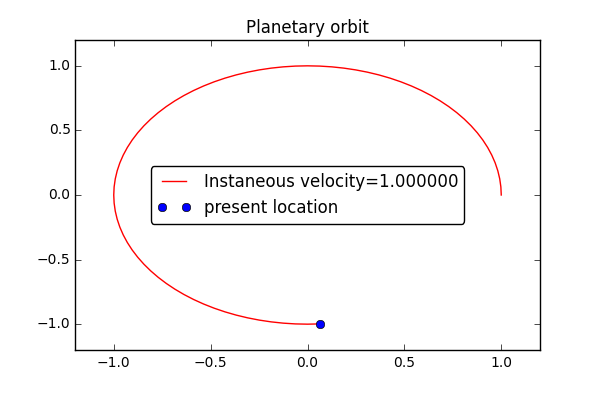 Planetary orbit
1.0
0.5
0.0
−0.5
−1.0
Instaneous velocity=1.000000
present location
−1.0 −0.5 0.0 0.5 1.0